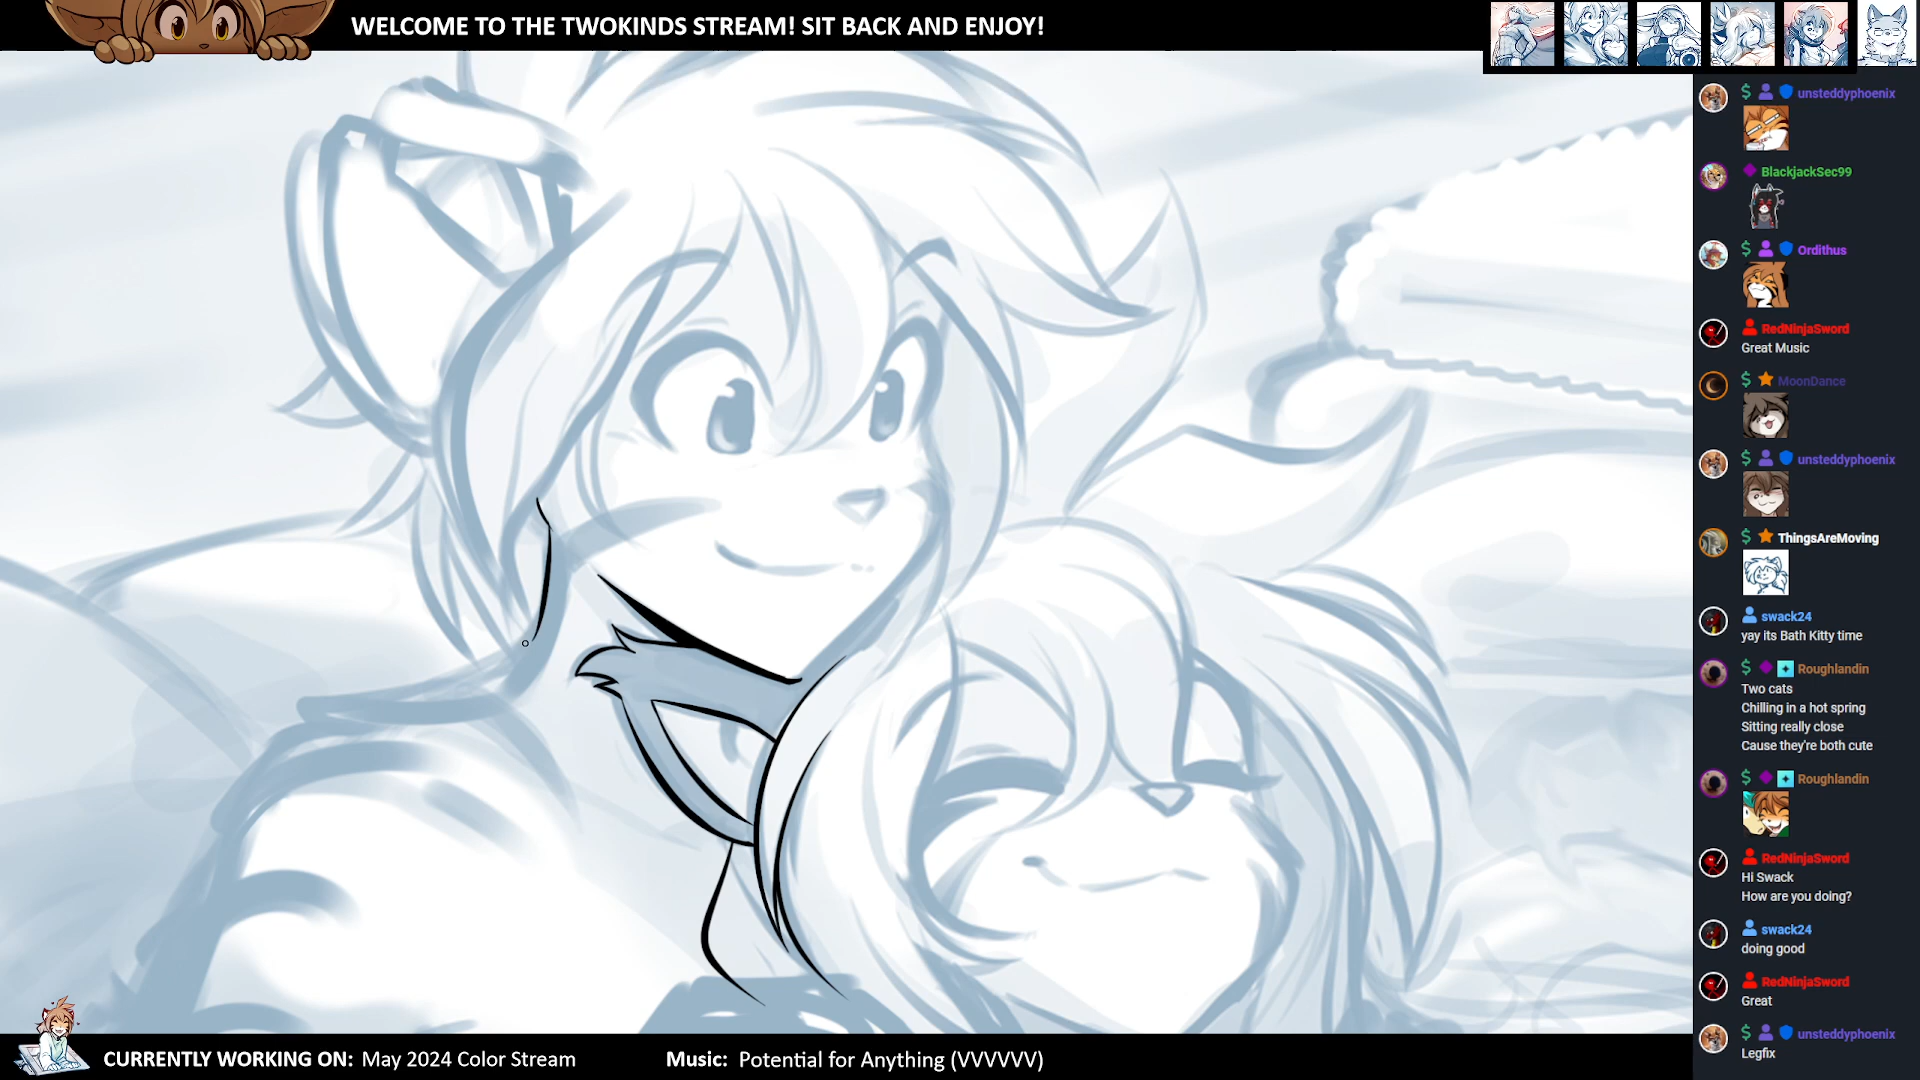 WELCOME TO THE TWOKINDS STREAM! SIT BACK AND ENJOY!
unsteddyphoenix
BlackjackSec99
Ordithus
RedNinjaSword
Great Music
MoonDance
unsteddyphoenix
ThingsAreMoving
swack24
yay its Bath Kitty time
Roughlandin
Two cats
Chilling in a hot spring
Sitting really close
Cause they're both cute
Roughlandin
RedNinjaSword
Hi Swack
How are you doing?
swack24
doing good
RedNinjaSword
Great
unsteddyphoenix
Legfix
CURRENTLY WORKING ON: May 2024 Color Stream
Music: Potential for Anything (VVVVVV)